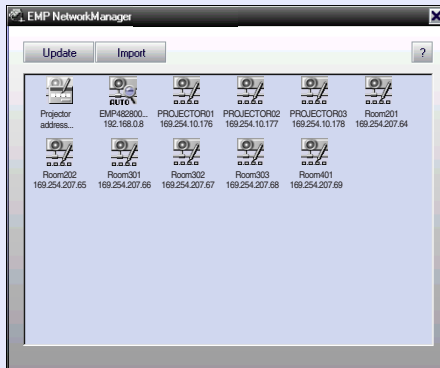 EMP NetworkManager
Update Import ?
Projector address...
EMP482800... 192.168.0.8
PROJECTOR01 169.254.10.176
PROJECTOR02 169.254.10.177
PROJECTOR03 169.254.10.178
Room201 169.254.207.64
AUTO
Room202 169.254.207.65
Room301 169.254.207.66
Room302 169.254.207.67
Room303 169.254.207.68
Room401 169.254.207.69